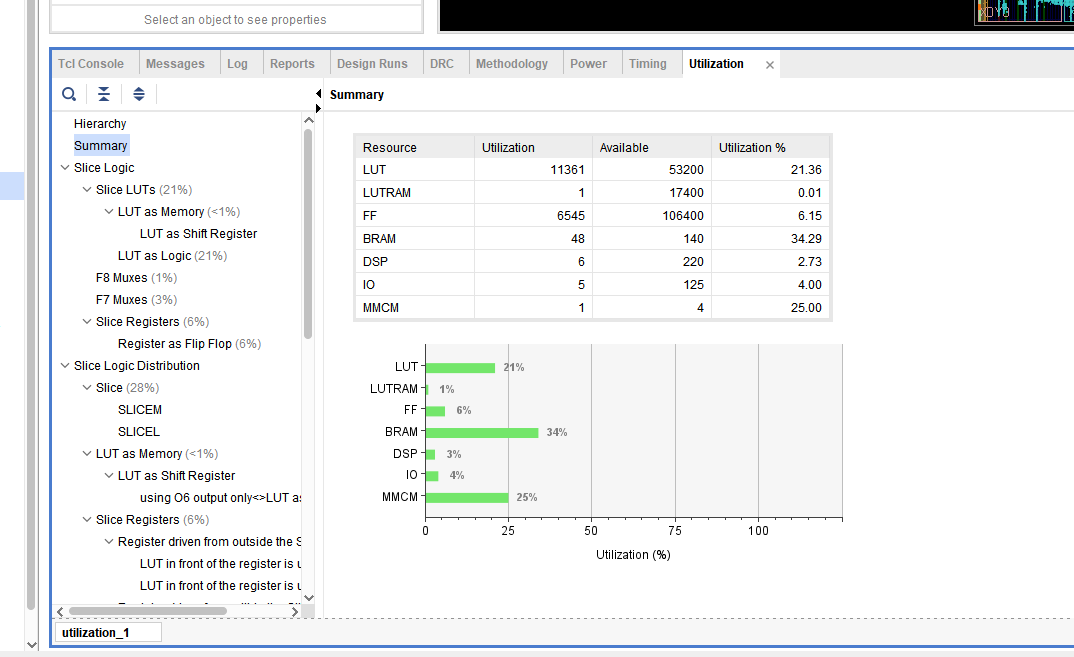 Select an object to see properties
Tcl Console Messages Log Reports Design Runs DRC Methodology Power Timing Utilization
Summary
Hierarchy
Summary
Slice Logic
Slice LUTs (21%)
LUT as Memory (<1%)
LUT as Shift Register
LUT as Logic (21%)
F8 Muxes (1%)
F7 Muxes (3%)
Slice Registers (6%)
Register as Flip Flop (6%)
Slice Logic Distribution
Slice (28%)
SLICEM
SLICEL
LUT as Memory (<1%)
LUT as Shift Register
using O6 output only<>LUT as
Slice Registers (6%)
Register driven from outside the S
LUT in front of the register is u
LUT in front of the register is u
Resource Utilization Available Utilization %
LUT 11361 53200 21.36
LUTRAM 1 17400 0.01
FF 6545 106400 6.15
BRAM 48 140 34.29
DSP 6 220 2.73
IO 5 125 4.00
MMCM 1 4 25.00
LUT 21%
LUTRAM 1%
FF 6%
BRAM 34%
DSP 3%
IO 4%
MMCM 25%
0 25 50 75 100
Utilization (%)
utilization_1